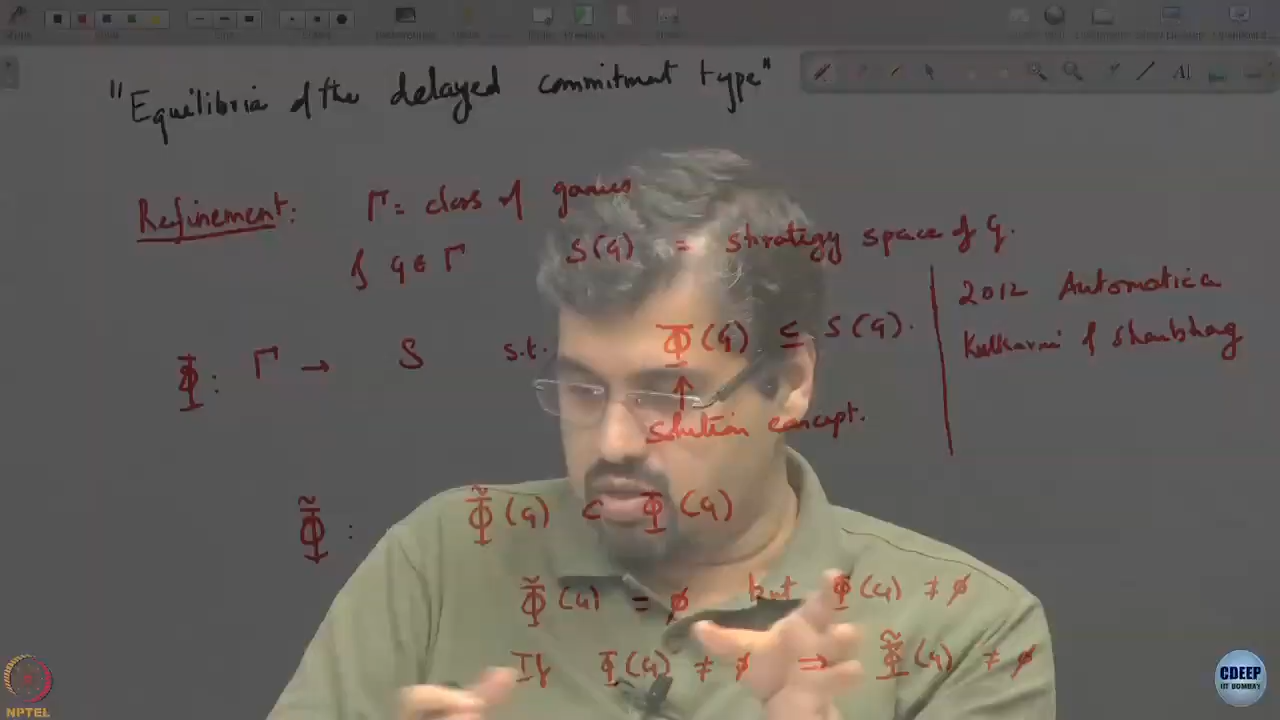 "Equilibria of the delayed commitment type"
Refinement: Γ = class of games
If G ∈ Γ S(G) = strategy space of G.
2012 Automatica
Kulkarni & Shanbhag
Φ: Γ → S s.t. Φ(G) ⊆ S(G).
↑
solution concept.
Φ̃: Φ̃(G) ⊂ Φ(G)
Φ̃(G) = ∅ but Φ(G) ≠ ∅
If Φ(G) ≠ ∅ ⇒ Φ̃(G) ≠ ∅
NPTEL
CDEEP
IIT BOMBAY